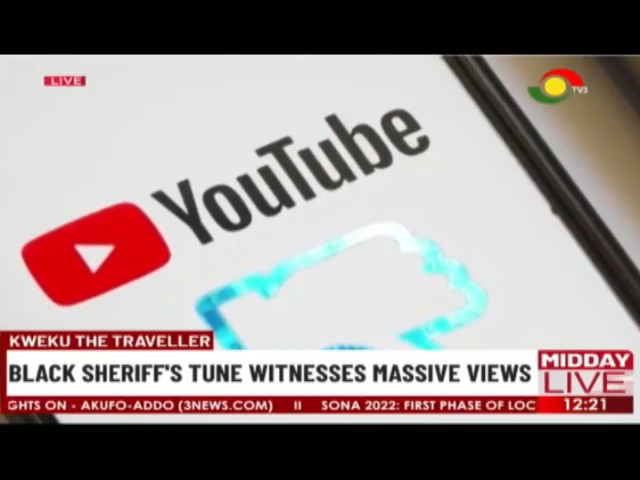 LIVE
TV3
YouTube
KWEKU THE TRAVELLER
BLACK SHERIFF'S TUNE WITNESSES MASSIVE VIEWS
MIDDAY
LIVE
GHTS ON - AKUFO-ADDO (3NEWS.COM) II SONA 2022: FIRST PHASE OF LOC
12:21